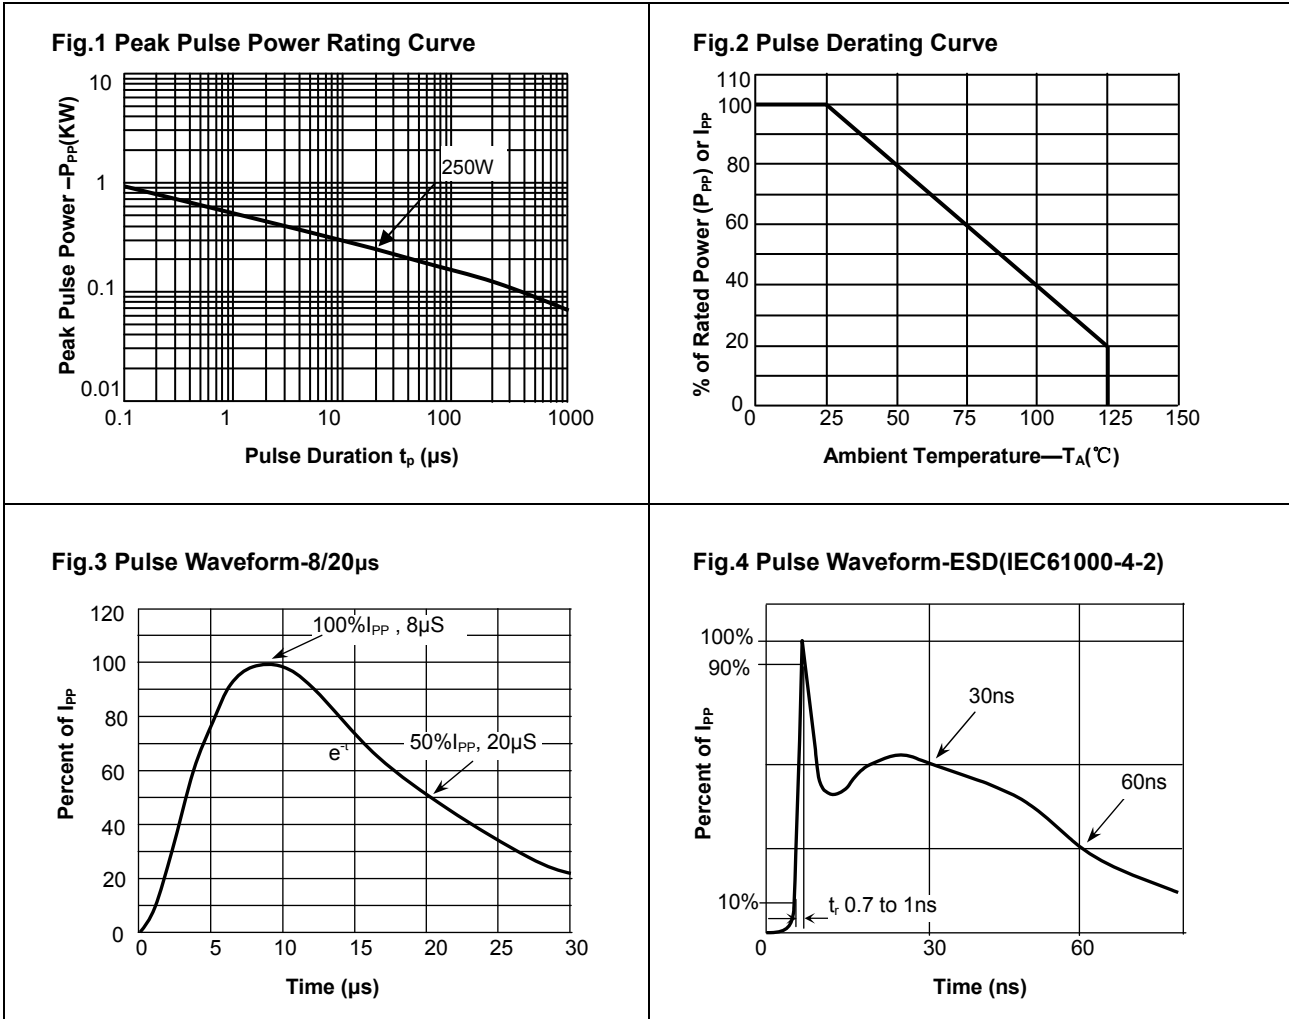 Fig.1 Peak Pulse Power Rating Curve
Peak Pulse Power –PPP(KW)
10
1
0.1
0.01
250W
0.1 1 10 100 1000
Pulse Duration tp (µs)
Fig.2 Pulse Derating Curve
% of Rated Power (PPP) or IPP
110
100
80
60
40
20
0
0 25 50 75 100 125 150
Ambient Temperature—TA(℃)
Fig.3 Pulse Waveform-8/20µs
Percent of IPP
120
100
80
60
40
20
0
100%IPP , 8µS
e-t
50%IPP, 20µS
0 5 10 15 20 25 30
Time (µs)
Fig.4 Pulse Waveform-ESD(IEC61000-4-2)
Percent of IPP
100%
90%
10%
30ns
60ns
tr 0.7 to 1ns
0 30 60
Time (ns)